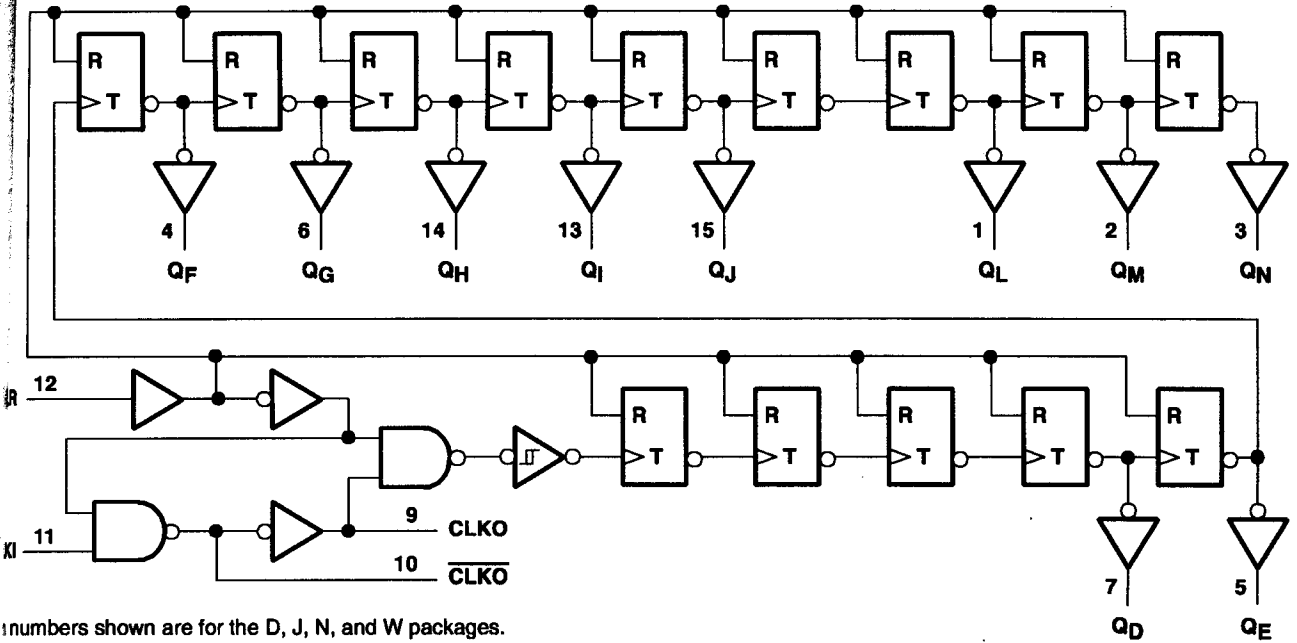 R R R R R R R R R
T T T T T T T T T
4 6 14 13 15 1 2 3
QF QG QH QI QJ QL QM QN
12
R R R R R
T T T T T
9 CLKO
11
10 CLKO
7 5
QD QE
numbers shown are for the D, J, N, and W packages.